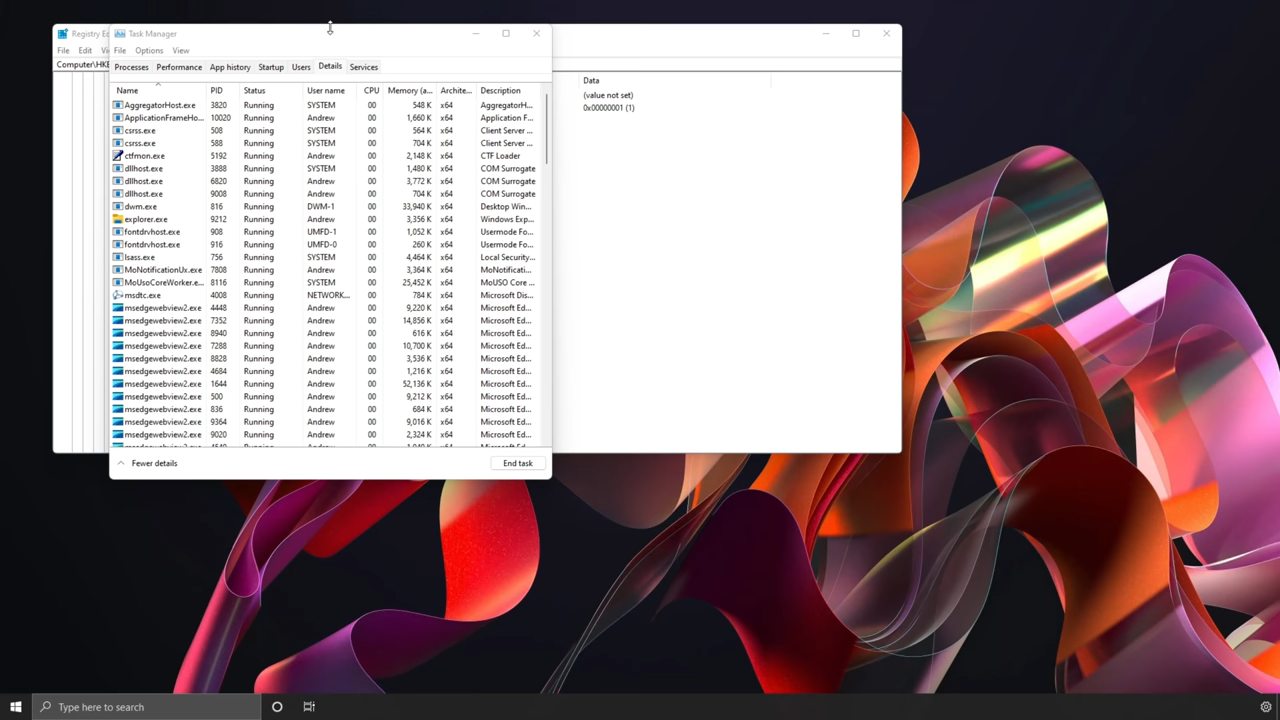 Registry E
Task Manager
File Edit Vi
File Options View
Computer\HKE
Processes Performance App history Startup Users Details Services
Data
Name PID Status User name CPU Memory (a... Archite... Description
(value not set)
AggregatorHost.exe 3820 Running SYSTEM 00 548 K x64 AggregatorH...
0x00000001 (1)
ApplicationFrameHo... 10020 Running Andrew 00 1,660 K x64 Application F...
csrss.exe 508 Running SYSTEM 00 564 K x64 Client Server ...
csrss.exe 588 Running SYSTEM 00 704 K x64 Client Server ...
ctfmon.exe 5192 Running Andrew 00 2,148 K x64 CTF Loader
dllhost.exe 3888 Running SYSTEM 00 1,480 K x64 COM Surrogate
dllhost.exe 6820 Running Andrew 00 3,772 K x64 COM Surrogate
dllhost.exe 9008 Running Andrew 00 704 K x64 COM Surrogate
dwm.exe 816 Running DWM-1 00 33,940 K x64 Desktop Win...
explorer.exe 9212 Running Andrew 00 3,356 K x64 Windows Exp...
fontdrvhost.exe 908 Running UMFD-1 00 1,052 K x64 Usermode Fo...
fontdrvhost.exe 916 Running UMFD-0 00 260 K x64 Usermode Fo...
lsass.exe 756 Running SYSTEM 00 4,464 K x64 Local Security...
MoNotificationUx.exe 7808 Running Andrew 00 3,364 K x64 MoNotificati...
MoUsoCoreWorker.e... 8116 Running SYSTEM 00 25,452 K x64 MoUSO Core ...
msdtc.exe 4008 Running NETWORK... 00 784 K x64 Microsoft Dis...
msedgewebview2.exe 4448 Running Andrew 00 9,220 K x64 Microsoft Ed...
msedgewebview2.exe 7352 Running Andrew 00 14,856 K x64 Microsoft Ed...
msedgewebview2.exe 8940 Running Andrew 00 616 K x64 Microsoft Ed...
msedgewebview2.exe 7288 Running Andrew 00 10,700 K x64 Microsoft Ed...
msedgewebview2.exe 8828 Running Andrew 00 3,536 K x64 Microsoft Ed...
msedgewebview2.exe 4684 Running Andrew 00 1,216 K x64 Microsoft Ed...
msedgewebview2.exe 1644 Running Andrew 00 52,136 K x64 Microsoft Ed...
msedgewebview2.exe 500 Running Andrew 00 9,212 K x64 Microsoft Ed...
msedgewebview2.exe 836 Running Andrew 00 684 K x64 Microsoft Ed...
msedgewebview2.exe 9364 Running Andrew 00 9,016 K x64 Microsoft Ed...
msedgewebview2.exe 9020 Running Andrew 00 2,324 K x64 Microsoft Ed...
Fewer details End task
Type here to search